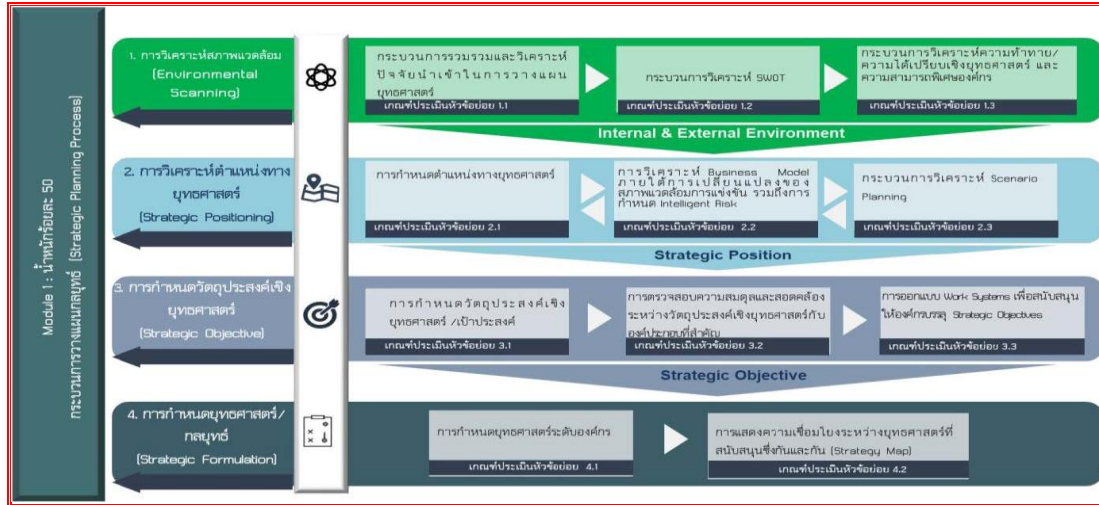 Module 1 : น้ำหนักร้อยละ 50
กระบวนการวางแผนกลยุทธ์ (Strategic Planning Process)
1. การวิเคราะห์สภาพแวดล้อม
(Environmental
Scanning)
กระบวนการรวบรวมและวิเคราะห์
ปัจจัยนำเข้าในการวางแผน
ยุทธศาสตร์
เกณฑ์ประเมินหัวข้อย่อย 1.1
กระบวนการวิเคราะห์ SWOT
เกณฑ์ประเมินหัวข้อย่อย 1.2
กระบวนการวิเคราะห์ความท้าทาย/
ความได้เปรียบเชิงยุทธศาสตร์ และ
ความสามารถพิเศษองค์กร
เกณฑ์ประเมินหัวข้อย่อย 1.3
Internal & External Environment
2. การวิเคราะห์ตำแหน่งทาง
ยุทธศาสตร์
(Strategic Positioning)
การกำหนดตำแหน่งทางยุทธศาสตร์
เกณฑ์ประเมินหัวข้อย่อย 2.1
การวิเคราะห์ Business Model
ภายใต้การเปลี่ยนแปลงของ
สภาพแวดล้อมการแข่งขัน รวมถึงการ
กำหนด Intelligent Risk
เกณฑ์ประเมินหัวข้อย่อย 2.2
กระบวนการวิเคราะห์ Scenario
Planning
เกณฑ์ประเมินหัวข้อย่อย 2.3
Strategic Position
3. การกำหนดวัตถุประสงค์เชิง
ยุทธศาสตร์
(Strategic Objective)
การกำหนดวัตถุประสงค์เชิง
ยุทธศาสตร์ /เป้าประสงค์
เกณฑ์ประเมินหัวข้อย่อย 3.1
การตรวจสอบความสมดุลและสอดคล้อง
ระหว่างวัตถุประสงค์เชิงยุทธศาสตร์กับ
องค์ประกอบที่สำคัญ
เกณฑ์ประเมินหัวข้อย่อย 3.2
การออกแบบ Work Systems เพื่อสนับสนุน
ให้องค์กรบรรลุ Strategic Objectives
เกณฑ์ประเมินหัวข้อย่อย 3.3
Strategic Objective
4. การกำหนดยุทธศาสตร์/
กลยุทธ์
(Strategic Formulation)
การกำหนดยุทธศาสตร์ระดับองค์กร
เกณฑ์ประเมินหัวข้อย่อย 4.1
การแสดงความเชื่อมโยงระหว่างยุทธศาสตร์ที่
สนับสนุนซึ่งกันและกัน (Strategy Map)
เกณฑ์ประเมินหัวข้อย่อย 4.2